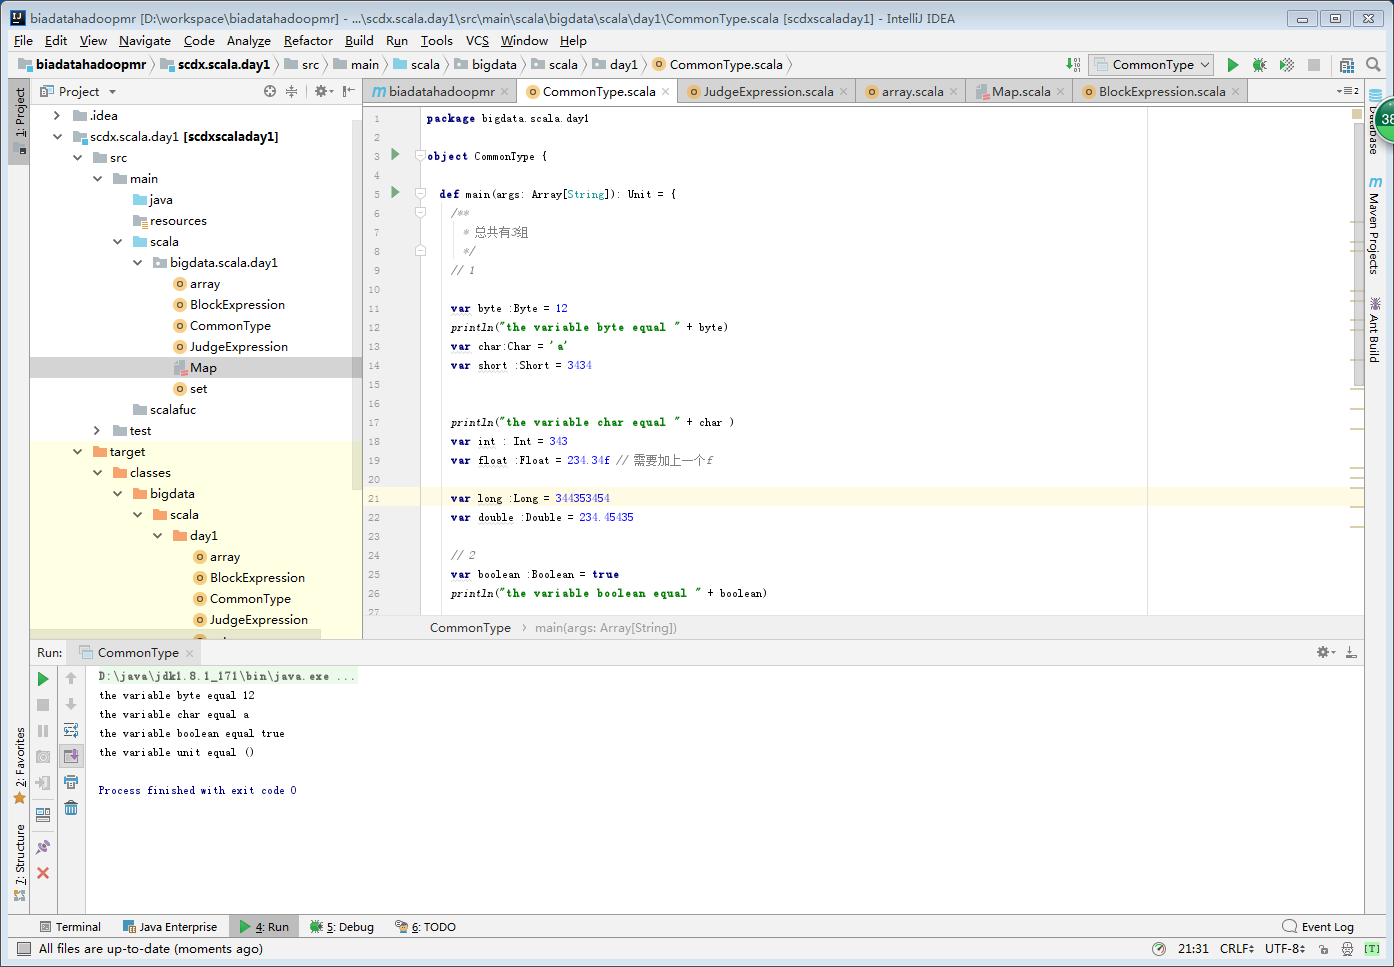 biadatahadoopmr [D:\workspace\biadatahadoopmr] - ...\scdx.scala.day1\src\main\scala\bigdata\scala\day1\CommonType.scala [scdxscaladay1] - IntelliJ IDEA
File Edit View Navigate Code Analyze Refactor Build Run Tools VCS Window Help
biadatahadoopmr scdx.scala.day1 src main scala bigdata scala day1 CommonType.scala CommonType
Project
biadatahadoopmr CommonType.scala JudgeExpression.scala array.scala Map.scala BlockExpression.scala 2
1: Project
2: Favorites
7: Structure
.idea
scdx.scala.day1 [scdxscaladay1]
src
main
java
resources
scala
bigdata.scala.day1
array
BlockExpression
CommonType
JudgeExpression
Map
set
scalafuc
test
target
classes
bigdata
scala
day1
array
BlockExpression
CommonType
JudgeExpression
1 package bigdata.scala.day1
2
3 object CommonType {
4
5 def main(args: Array[String]): Unit = {
6 /**
7 * 总共有3组
8 */
9 // 1
10
11 var byte :Byte = 12
12 println("the variable byte equal " + byte)
13 var char:Char = 'a'
14 var short :Short = 3434
15
16
17 println("the variable char equal " + char )
18 var int : Int = 343
19 var float :Float = 234.34f // 需要加上一个f
20
21 var long :Long = 344353454
22 var double :Double = 234.45435
23
24 // 2
25 var boolean :Boolean = true
26 println("the variable boolean equal " + boolean)
27
CommonType main(args: Array[String])
38
Database
Maven Projects
Ant Build
Run: CommonType
D:\java\jdk1.8.1_171\bin\java.exe ...
the variable byte equal 12
the variable char equal a
the variable boolean equal true
the variable unit equal ()
Process finished with exit code 0
Terminal Java Enterprise 4: Run 5: Debug 6: TODO Event Log
All files are up-to-date (moments ago) 21:31 CRLF UTF-8 [T]